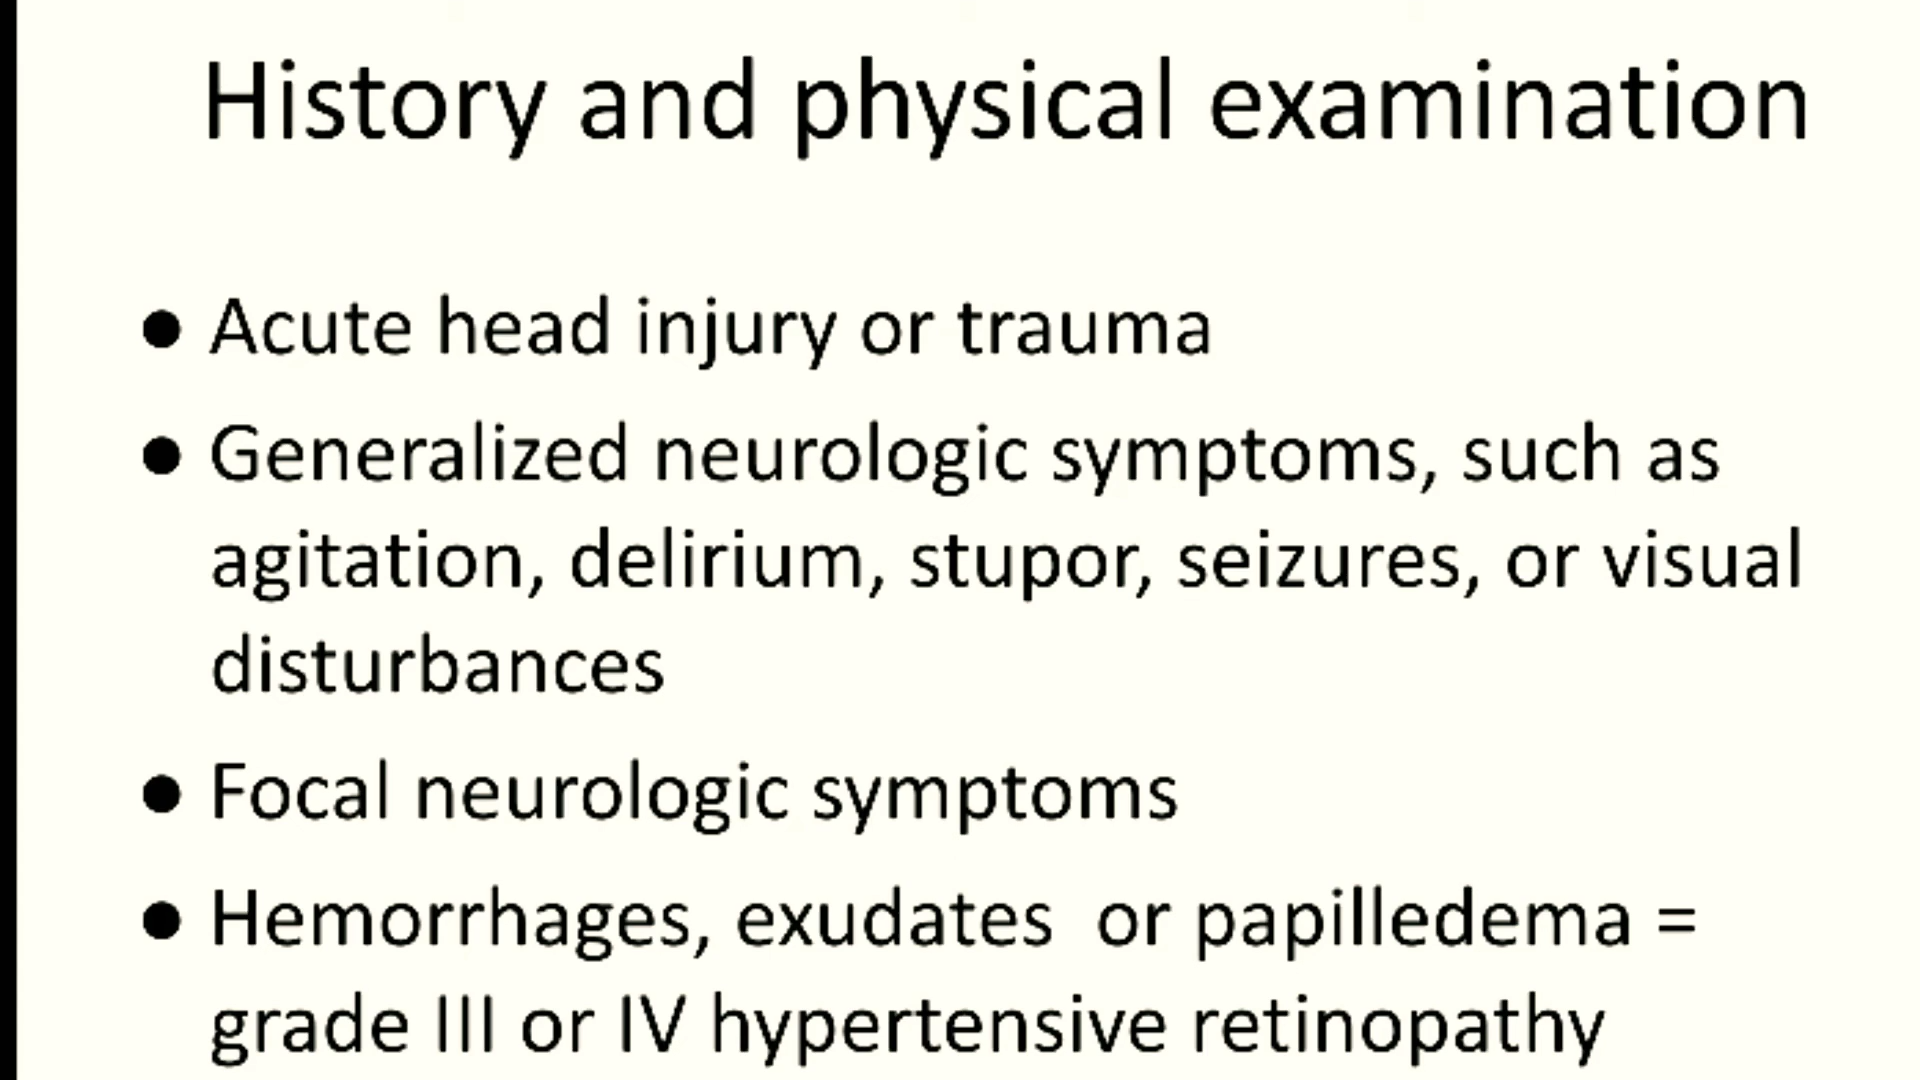 History and physical examination
● Acute head injury or trauma
● Generalized neurologic symptoms, such as
agitation, delirium, stupor, seizures, or visual
disturbances
● Focal neurologic symptoms
● Hemorrhages, exudates  or papilledema =
grade III or IV hypertensive retinopathy